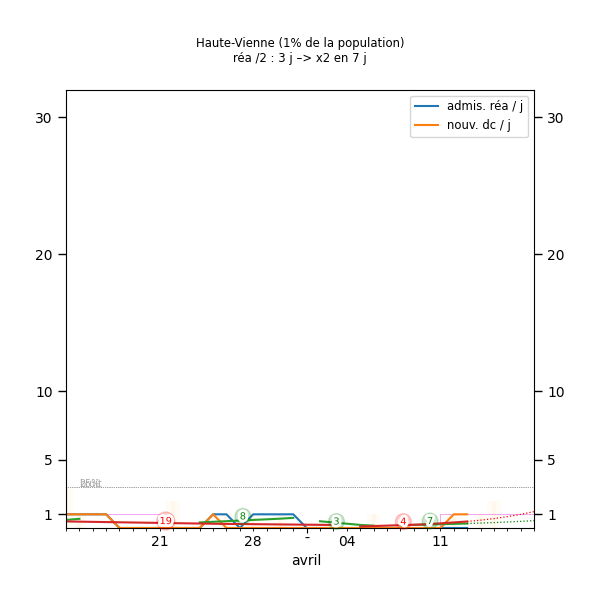 Haute-Vienne (1% de la population)
réa /2 : 3 j –> x2 en 7 j
admis. réa / j
nouv. dc / j
30 30
20 20
10 10
5 5
1 1
19 8 3 4 7
21 28 - 04 11
avril